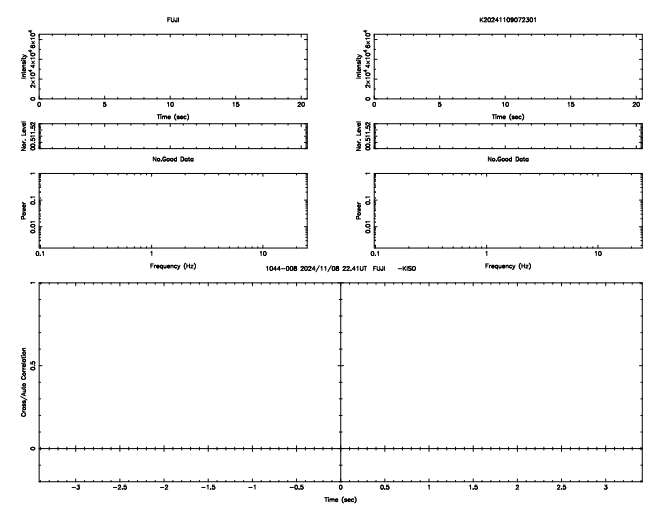 FUJI
K20241109072301
Intensity
0 2×10⁴ 4×10⁴ 6×10⁴
0 5 10 15 20
Time (sec)
Intensity
0 2×10⁴ 4×10⁴ 6×10⁴
0 5 10 15 20
Time (sec)
Nor. Level
0 0.5 1 1.5 2
Nor. Level
0 0.5 1 1.5 2
No.Good Data
No.Good Data
Power
1
0.1
0.01
0.1 1 10
Frequency (Hz)
Power
1
0.1
0.01
0.1 1 10
Frequency (Hz)
1044-008 2024/11/08 22.41UT FUJI -KISO
Cross/Auto Correlation
1
0.5
0
-3 -2.5 -2 -1.5 -1 -0.5 0 0.5 1 1.5 2 2.5 3
Time (sec)